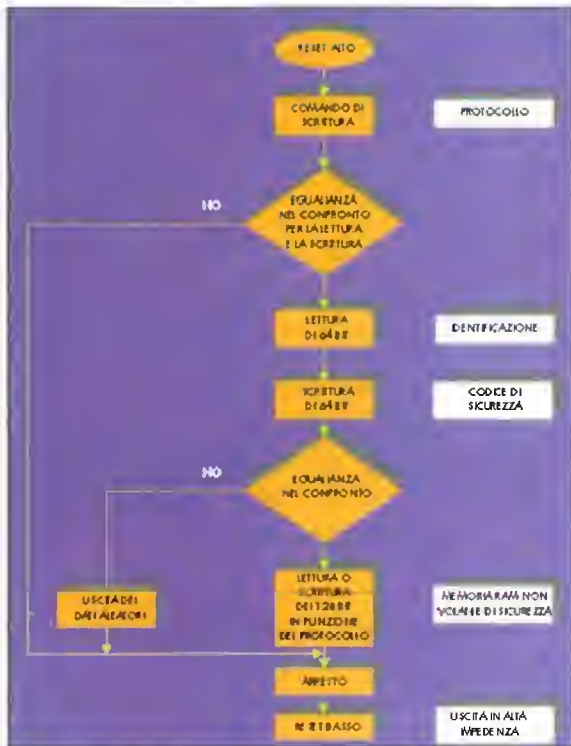 RESET ALTO
COMANDO DI
SCRITTURA
PROTOCOLLO
NO
EGUALIANZA
NEL CONFRONTO
PER LA LETTURA
E LA SCRITTURA
LETTURA
DI 64 BIT
IDENTIFICAZIONE
SCRITTURA
DI 64 BIT
CODICE DI
SICUREZZA
NO
EGUALIANZA
NEL CONFRONTO
USCITA DEI
DATI ALEATORI
LETTURA O
SCRITTURA
DEI 128 BIT
IN FUNZIONE
DEL PROTOCOLLO
MEMORIA RAM NON
VOLATILE DI SICUREZZA
ARRESTO
RESET BASSO
USCITA IN ALTA
IMPEDENZA